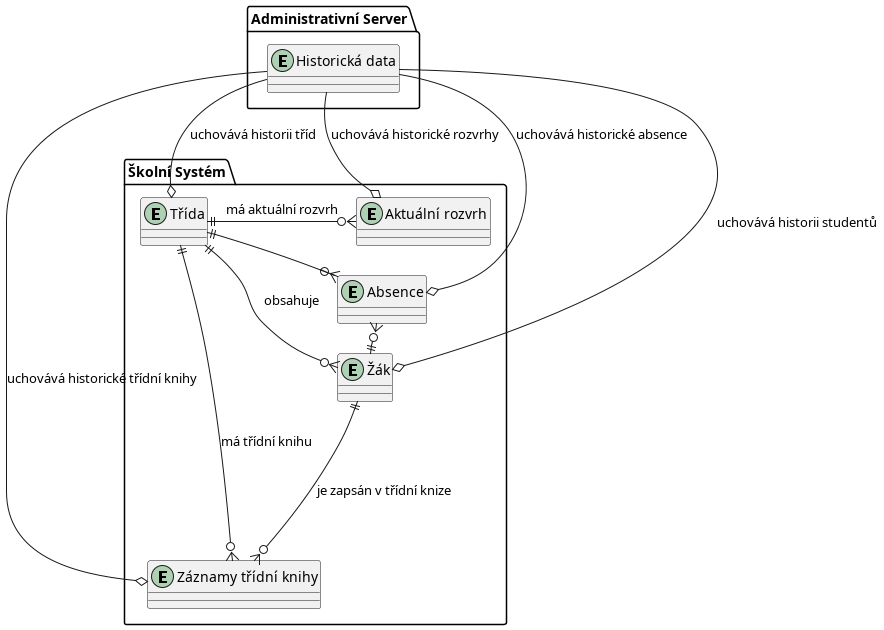 Administrativní Server
E Historická data
uchovává historii tříd
uchovává historické rozvrhy
uchovává historické absence
Školní Systém
E Třída
má aktuální rozvrh
E Aktuální rozvrh
uchovává historii studentů
E Absence
obsahuje
E Žák
uchovává historické třídní knihy
má třídní knihu
je zapsán v třídní knize
E Záznamy třídní knihy